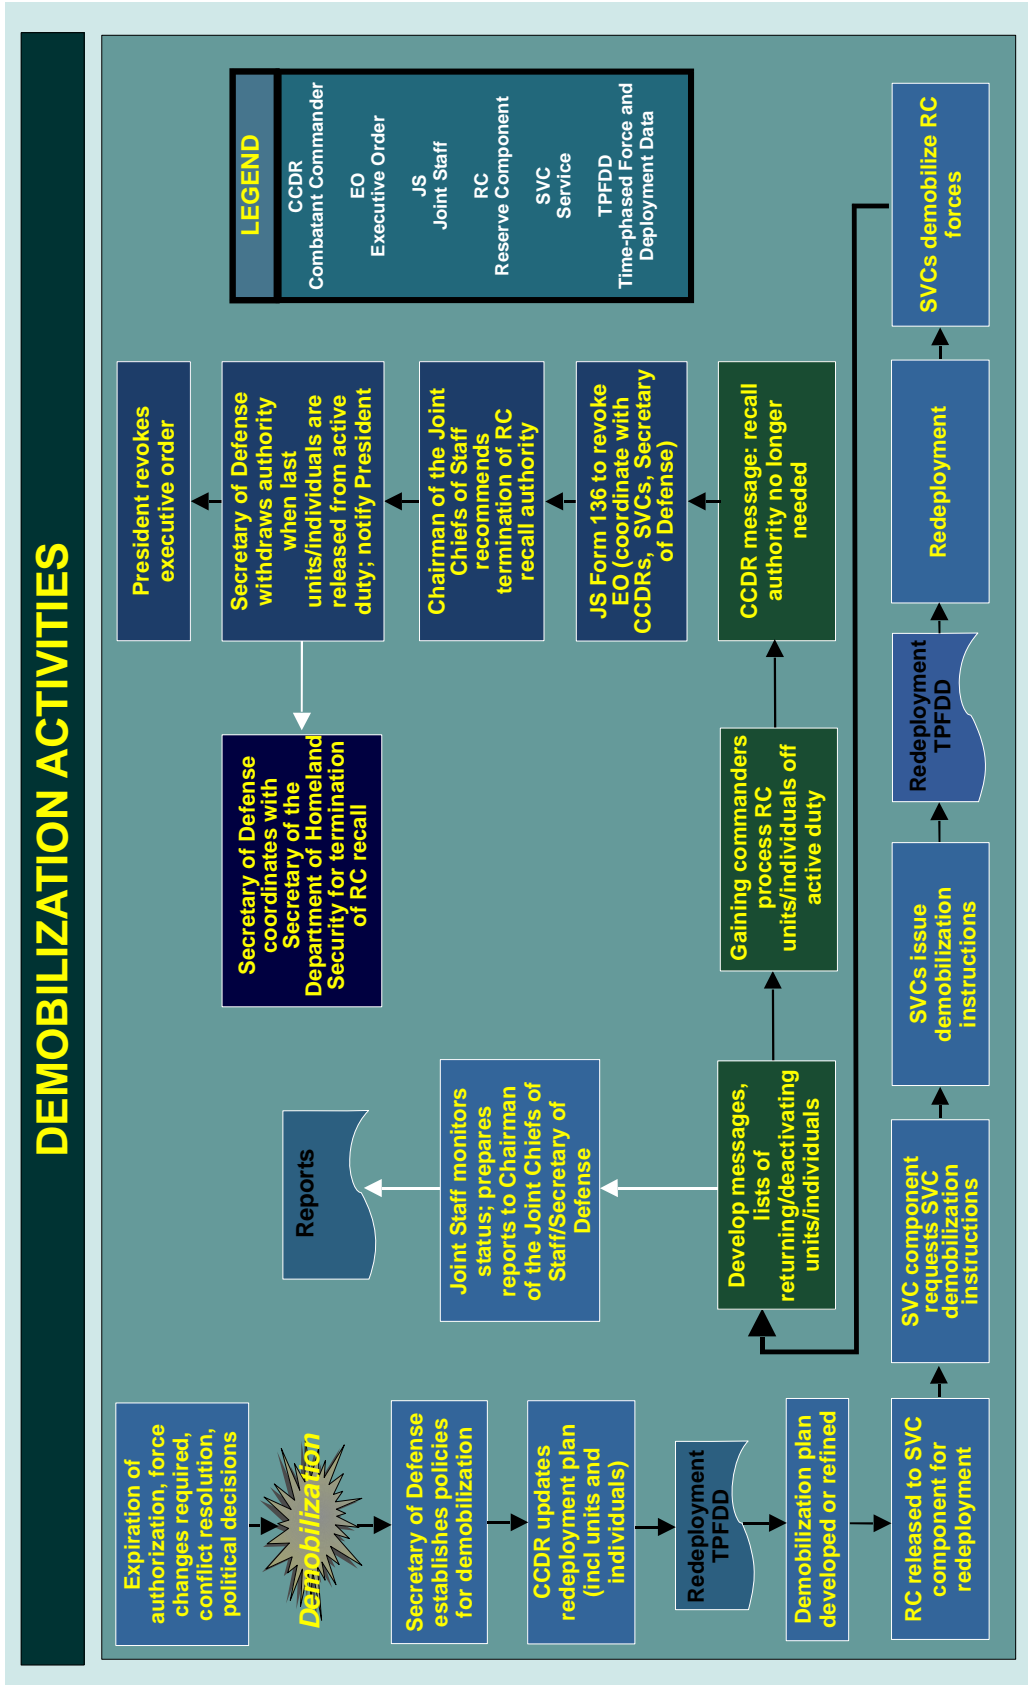 DEMOBILIZATION ACTIVITIES
Expiration of
authorization, force
changes required,
conflict resolution,
political decisions
Demobilization
Secretary of Defense
establishes policies
for demobilization
CCDR updates
redeployment plan
(incl units and
individuals)
Redeployment
TPFDD
Demobilization plan
developed or refined
RC released to SVC
component for
redeployment
SVC component
requests SVC
demobilization
instructions
SVCs issue
demobilization
instructions
Redeployment
TPFDD
Redeployment
SVCs demobilize RC
forces
Develop messages,
lists of
returning/deactivating
units/individuals
Joint Staff monitors
status; prepares
reports to Chairman
of the Joint Chiefs of
Staff/Secretary of
Defense
Reports
Gaining commanders
process RC
units/individuals off
active duty
CCDR message: recall
authority no longer
needed
JS Form 136 to revoke
EO (coordinate with
CCDRs, SVCs, Secretary
of Defense)
Chairman of the Joint
Chiefs of Staff
recommends
termination of RC
recall authority
Secretary of Defense
withdraws authority
when last
units/individuals are
released from active
duty; notify President
President revokes
executive order
Secretary of Defense
coordinates with
Secretary of the
Department of Homeland
Security for termination
of RC recall
LEGEND
CCDR
Combatant Commander
EO
Executive Order
JS
Joint Staff
RC
Reserve Component
SVC
Service
TPFDD
Time-phased Force and
Deployment Data